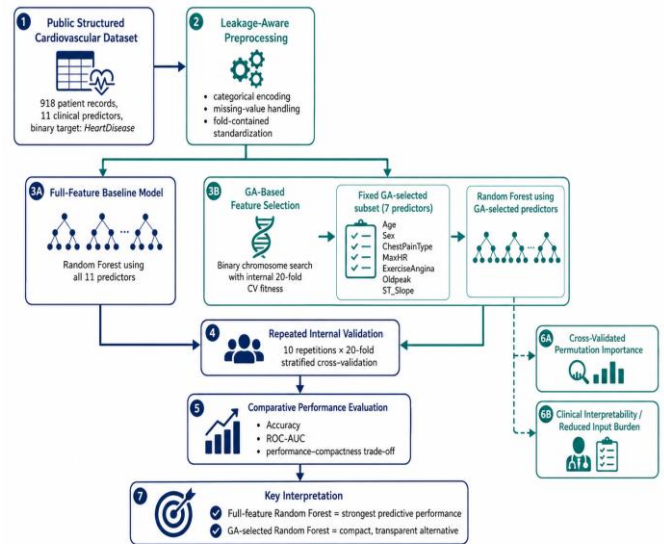 1
Public Structured
Cardiovascular Dataset
918 patient records,
11 clinical predictors,
binary target: HeartDisease
2
Leakage-Aware
Preprocessing
• categorical encoding
• missing-value handling
• fold-contained
standardization
3A
Full-Feature Baseline Model
...
Random Forest using
all 11 predictors
3B
GA-Based
Feature Selection
Binary chromosome search
with internal 20-fold
CV fitness
Fixed GA-selected
subset (7 predictors)
Age
Sex
ChestPainType
MaxHR
ExerciseAngina
Oldpeak
ST_Slope
Random Forest using
GA-selected predictors
...
4
Repeated Internal Validation
10 repetitions × 20-fold
stratified cross-validation
5
Comparative Performance Evaluation
• Accuracy
• ROC-AUC
• performance–compactness trade-off
6A
Cross-Validated
Permutation Importance
6B
Clinical Interpretability /
Reduced Input Burden
7
Key Interpretation
Full-feature Random Forest = strongest predictive performance
GA-selected Random Forest = compact, transparent alternative